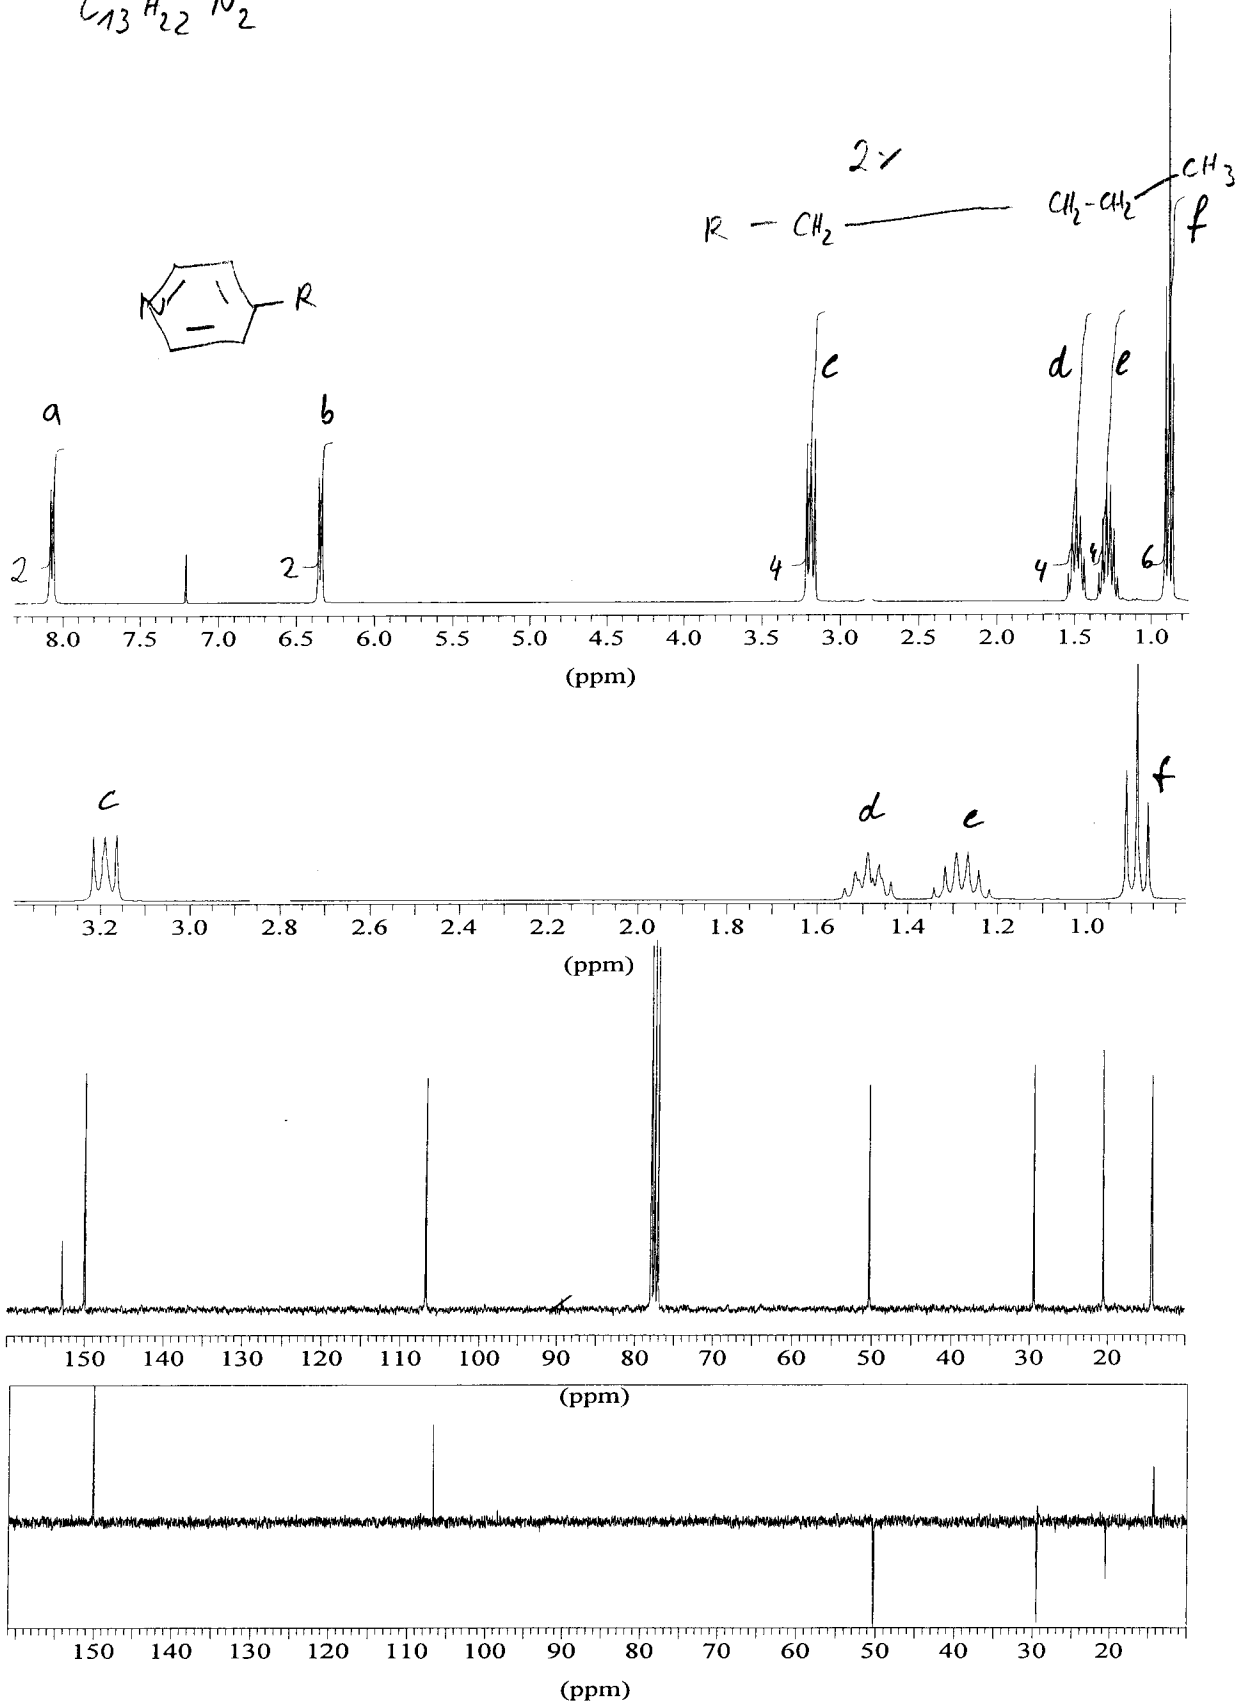 C13 H22 N2
2x
R - CH2 CH2-CH2 CH3
f
N R
a b c d e
2 2 4 4 4 6
8.0 7.5 7.0 6.5 6.0 5.5 5.0 4.5 4.0 3.5 3.0 2.5 2.0 1.5 1.0
(ppm)
c d e f
3.2 3.0 2.8 2.6 2.4 2.2 2.0 1.8 1.6 1.4 1.2 1.0
(ppm)
150 140 130 120 110 100 90 80 70 60 50 40 30 20
(ppm)
150 140 130 120 110 100 90 80 70 60 50 40 30 20
(ppm)